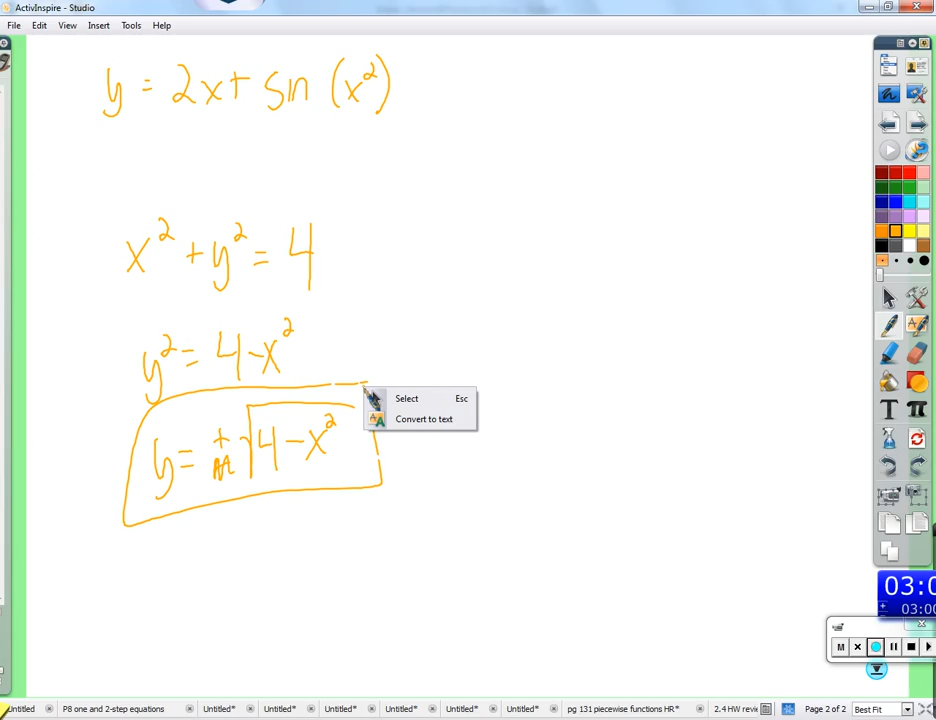 ActivInspire - Studio
File Edit View Insert Tools Help
y = 2x + sin (x²)
x² + y² = 4
y² = 4 - x²
y = ± √4 - x²
Select Esc
Convert to text
03:0
03:00
M
Untitled P8 one and 2-step equations Untitled* Untitled* Untitled* Untitled* Untitled* Untitled* pg 131 piecewise functions HR* 2.4 HW revie Page 2 of 2 Best Fit